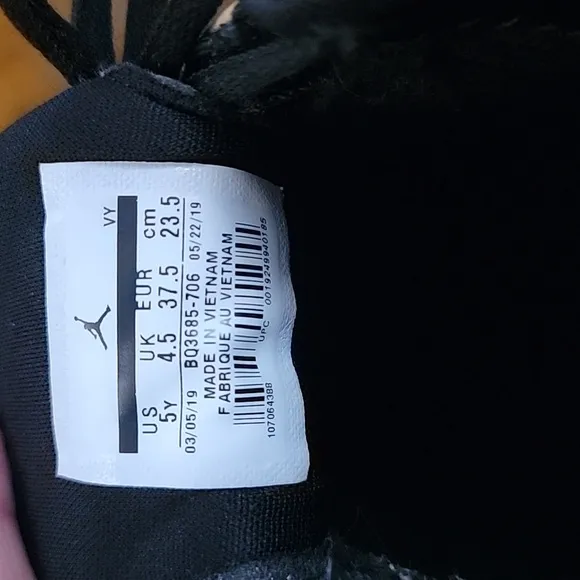 VY
US UK EUR cm
5Y 4.5 37.5 23.5
03/05/19 BQ3685-706 05/22/19
MADE IN VIETNAM
FABRIQUE AU VIETNAM
107064388 UPC 00192499940185